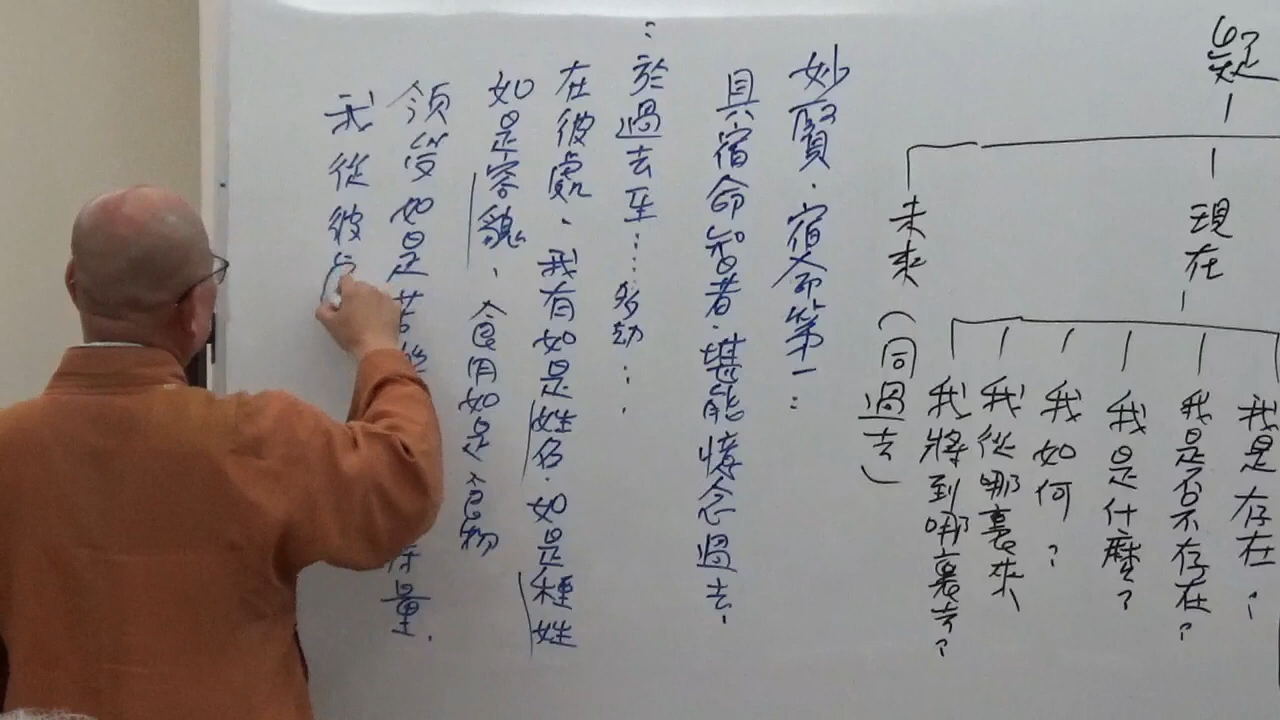 疑
現在
我是存在?
我是否不存在?
我是什麼?
我如何?
我從哪裏來、
我將到哪裏去?
未來(同過去)
妙賢.宿命第一:
具宿命智者.堪能憶念過去、
:於過去生:…多劫:.
在彼處、我有如是姓名.如是種姓
如是容貌、食用如是食物
領受如是苦樂 量.
我從彼